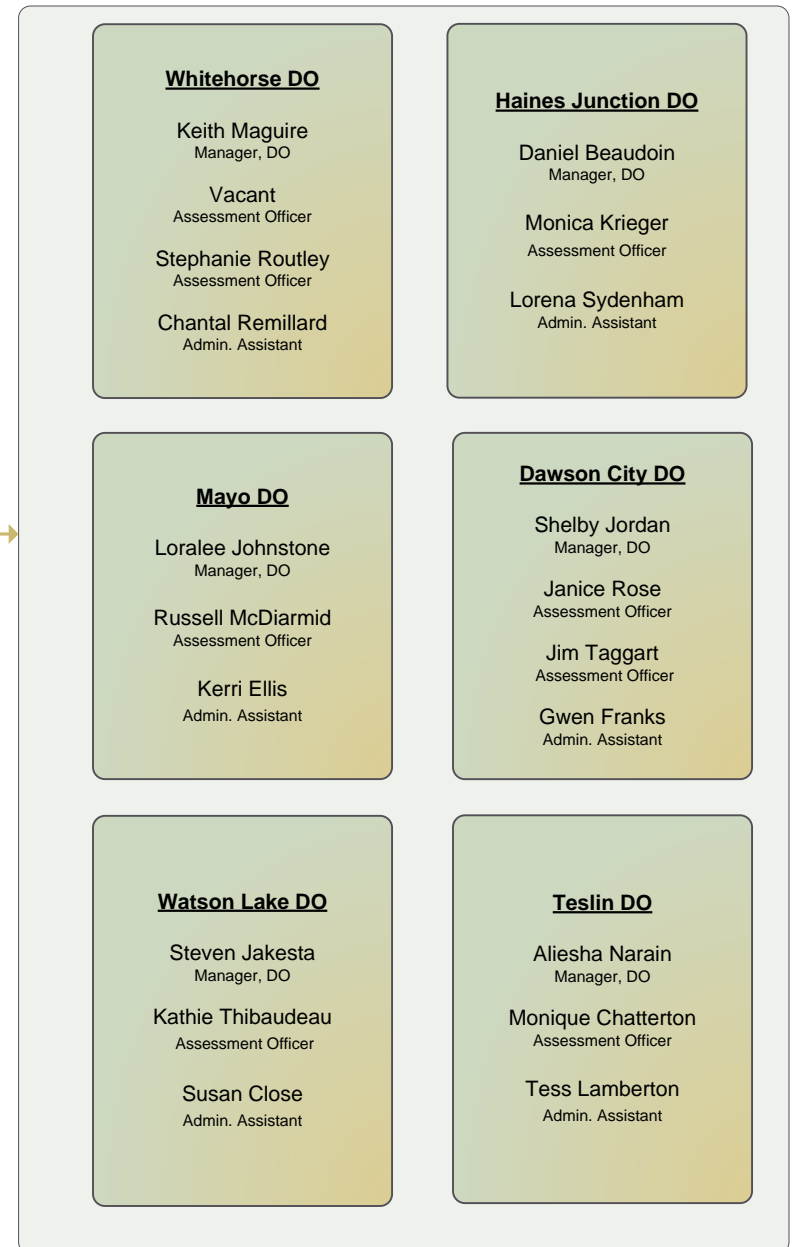 Whitehorse DO
Keith Maguire
Manager, DO
Vacant
Assessment Officer
Stephanie Routley
Assessment Officer
Chantal Remillard
Admin. Assistant
Haines Junction DO
Daniel Beaudoin
Manager, DO
Monica Krieger
Assessment Officer
Lorena Sydenham
Admin. Assistant
Mayo DO
Loralee Johnstone
Manager, DO
Russell McDiarmid
Assessment Officer
Kerri Ellis
Admin. Assistant
Dawson City DO
Shelby Jordan
Manager, DO
Janice Rose
Assessment Officer
Jim Taggart
Assessment Officer
Gwen Franks
Admin. Assistant
Watson Lake DO
Steven Jakesta
Manager, DO
Kathie Thibaudeau
Assessment Officer
Susan Close
Admin. Assistant
Teslin DO
Aliesha Narain
Manager, DO
Monique Chatterton
Assessment Officer
Tess Lamberton
Admin. Assistant